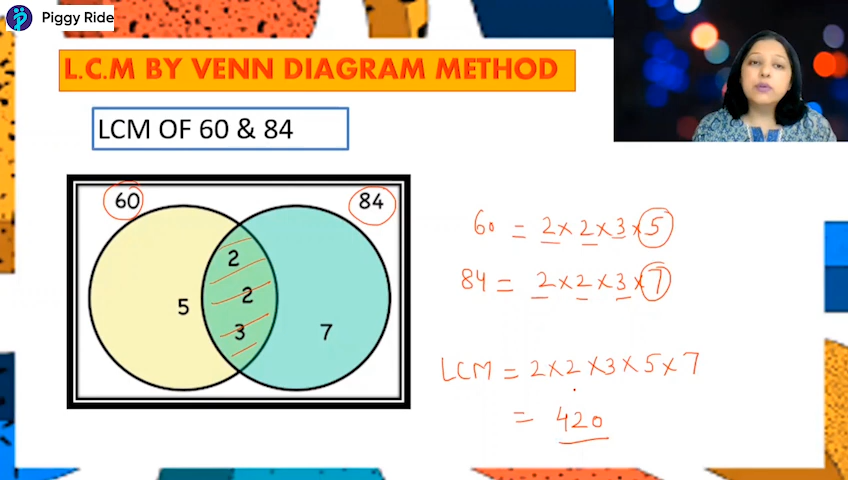 Piggy Ride
L.C.M BY VENN DIAGRAM METHOD
LCM OF 60 & 84
60
84
2
2
3
5
7
60 = 2 × 2 × 3 × 5
84 = 2 × 2 × 3 × 7
LCM = 2 × 2 × 3 × 5 × 7
= 420